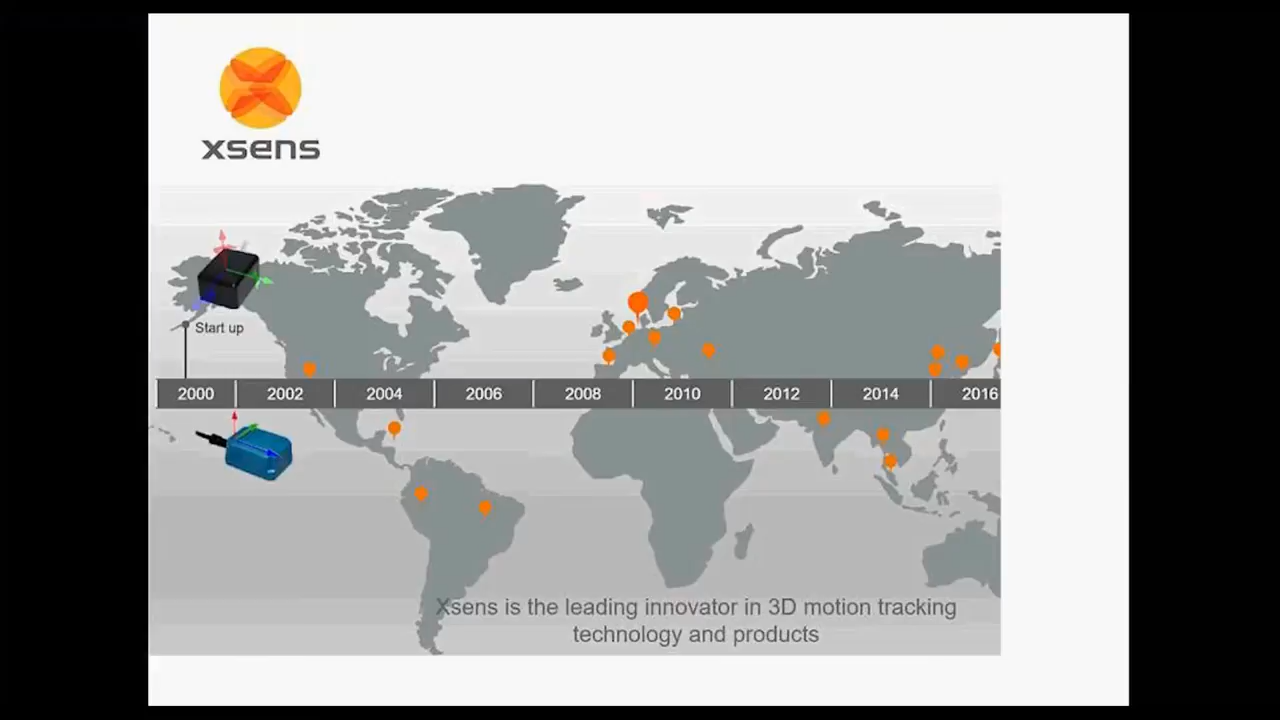 xsens
Start up
2000 2002 2004 2006 2008 2010 2012 2014 2016
Xsens is the leading innovator in 3D motion tracking
technology and products